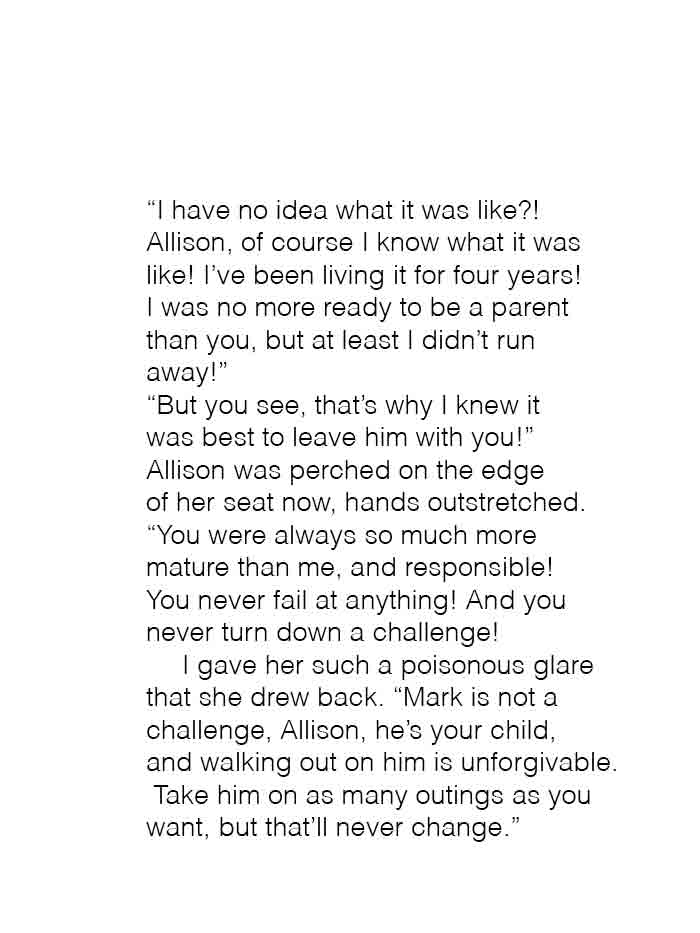 “I have no idea what it was like?!
Allison, of course I know what it was
like! I’ve been living it for four years!
I was no more ready to be a parent
than you, but at least I didn’t run
away!”
“But you see, that’s why I knew it
was best to leave him with you!”
Allison was perched on the edge
of her seat now, hands outstretched.
“You were always so much more
mature than me, and responsible!
You never fail at anything! And you
never turn down a challenge!
I gave her such a poisonous glare
that she drew back. “Mark is not a
challenge, Allison, he’s your child,
and walking out on him is unforgivable.
Take him on as many outings as you
want, but that’ll never change.”